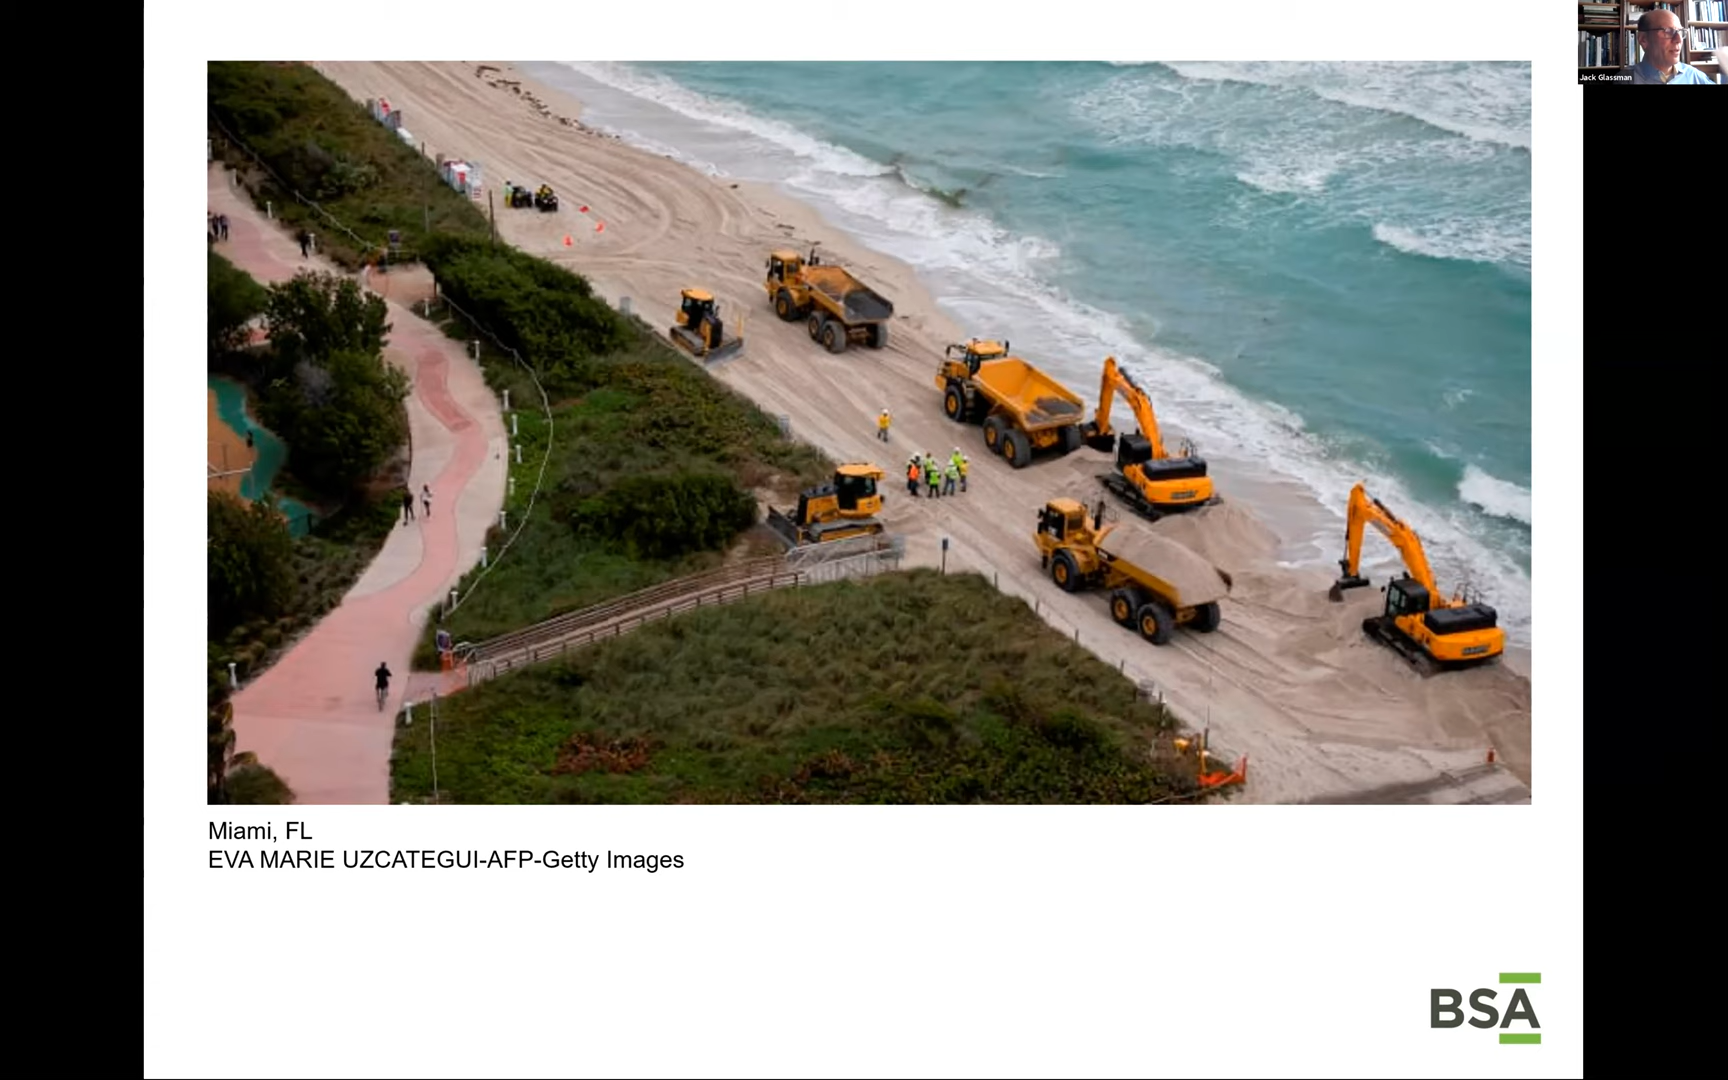 Jack Glassman
Miami, FL
EVA MARIE UZCATEGUI-AFP-Getty Images
BSA